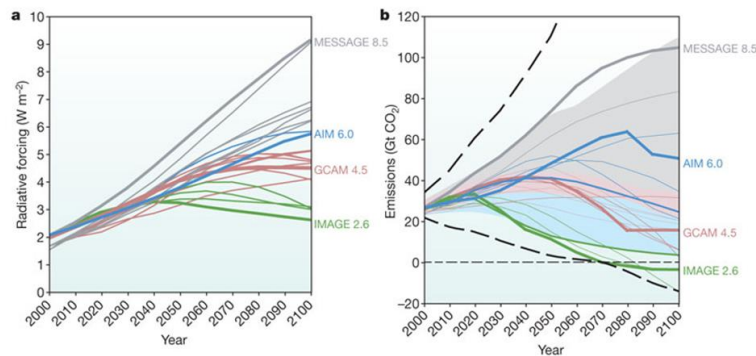 a
Radiative forcing (W m⁻²)
10
9
8
7
6
5
4
3
2
1
0
2000
2010
2020
2030
2040
2050
2060
2070
2080
2090
2100
Year
MESSAGE 8.5
AIM 6.0
GCAM 4.5
IMAGE 2.6
b
Emissions (Gt CO₂)
120
100
80
60
40
20
0
−20
2000
2010
2020
2030
2040
2050
2060
2070
2080
2090
2100
Year
MESSAGE 8.5
AIM 6.0
GCAM 4.5
IMAGE 2.6